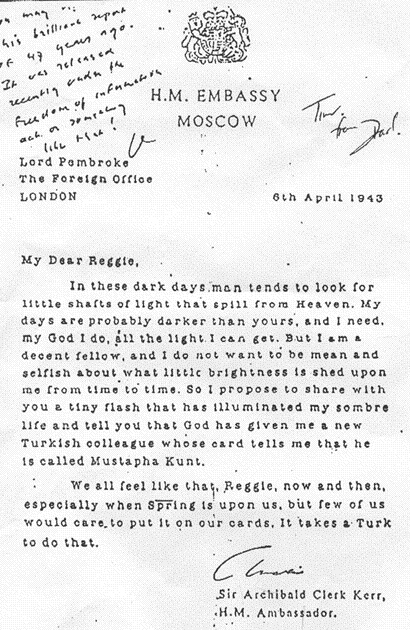 his brilliant report
of 47 years ago.
It was released
recently under the
freedom of information
act or something
like that!
H.M. EMBASSY
MOSCOW
Tim
from Dad.
Lord Pembroke
The Foreign Office
LONDON
6th April 1943
My Dear Reggie,
In these dark days man tends to look for
little shafts of light that spill from Heaven. My
days are probably darker than yours, and I need,
my God I do, all the light I can get. But I am a
decent fellow, and I do not want to be mean and
selfish about what little brightness is shed upon
me from time to time. So I propose to share with
you a tiny flash that has illuminated my sombre
life and tell you that God has given me a new
Turkish colleague whose card tells me that he
is called Mustapha Kunt.
We all feel like that, Reggie, now and then,
especially when Spring is upon us, but few of us
would care to put it on our cards. It takes a Turk
to do that.
Sir Archibald Clerk Kerr,
H.M. Ambassador.